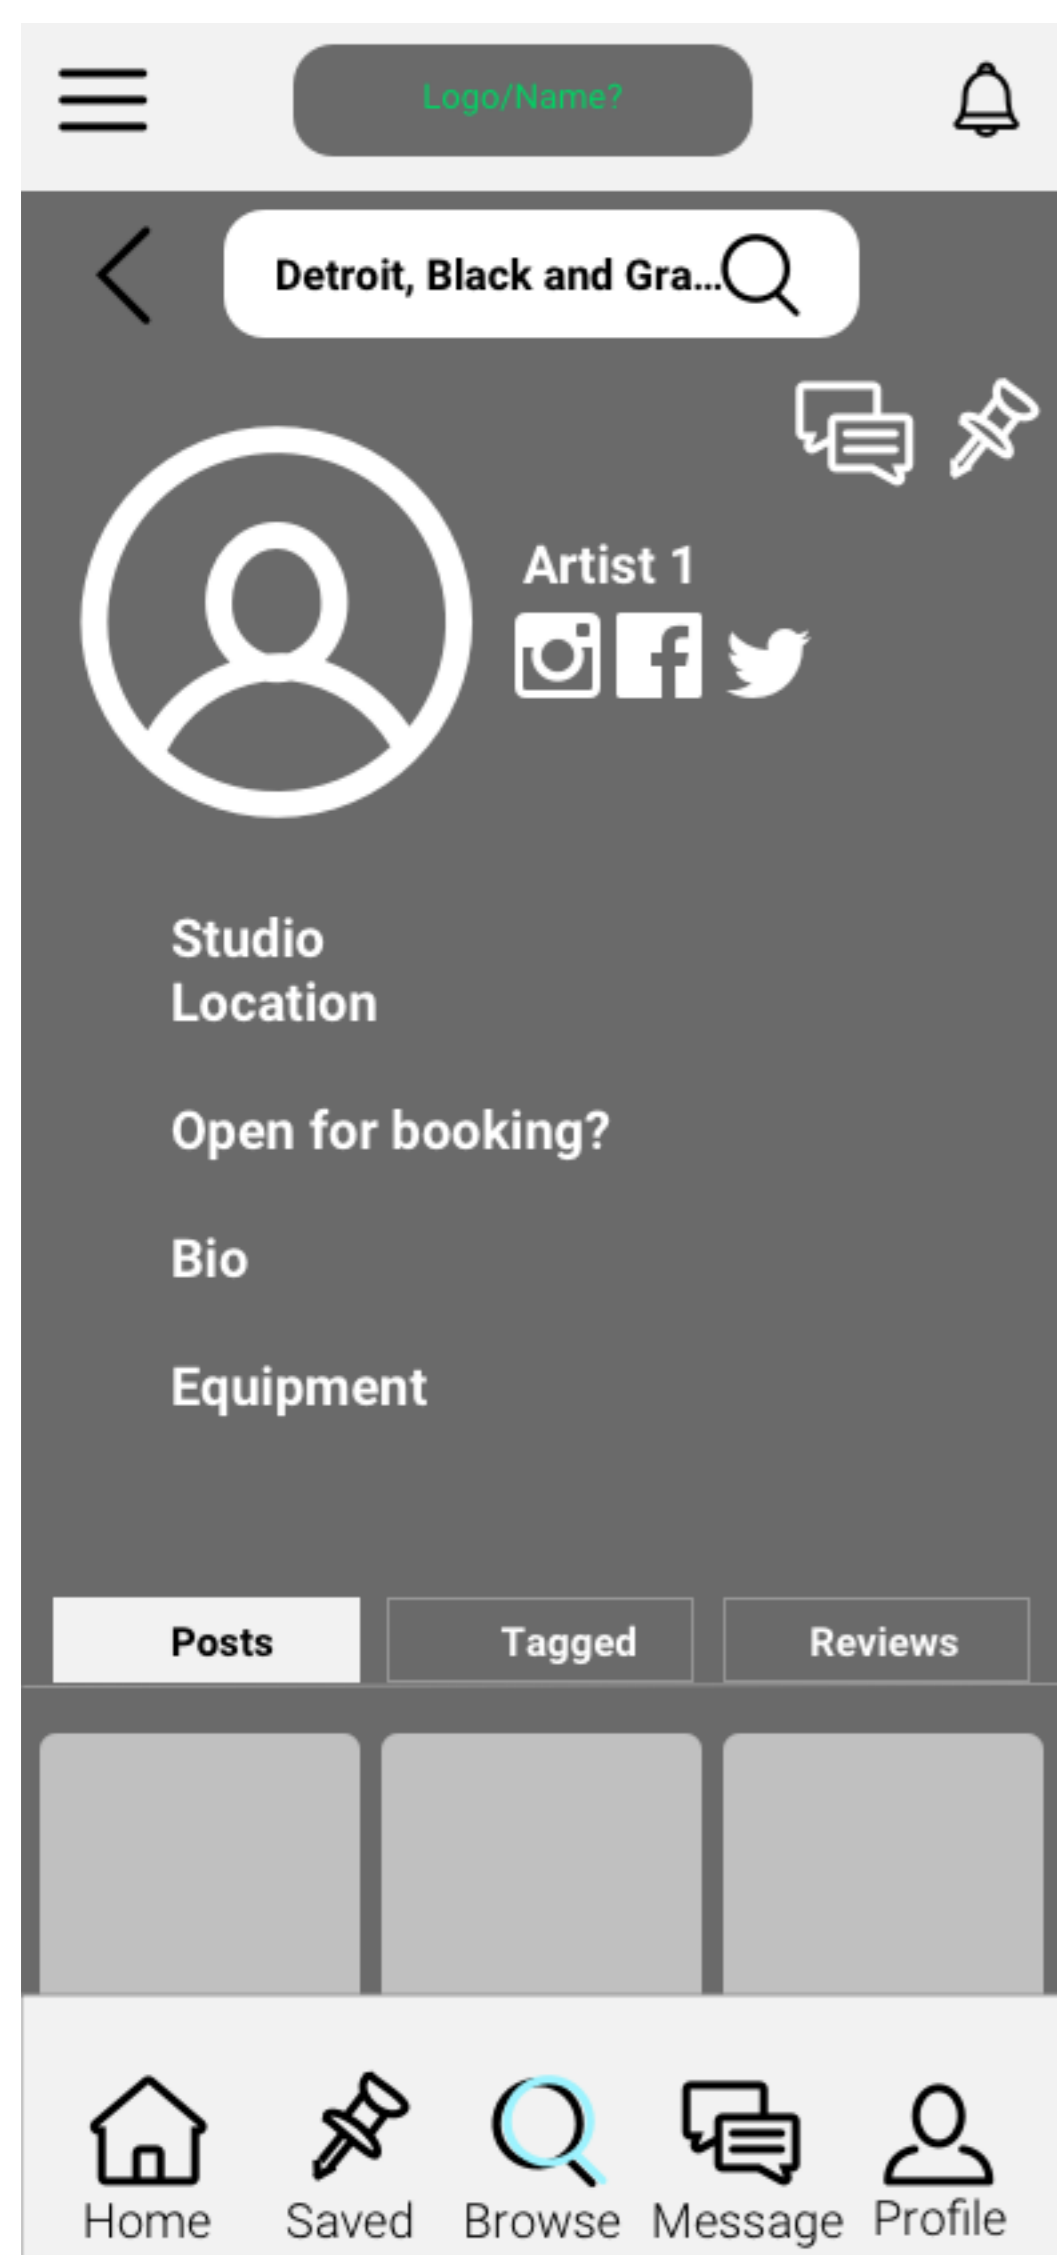 Logo/Name?
Detroit, Black and Gra...
Artist 1
Studio
Location
Open for booking?
Bio
Equipment
Posts Tagged Reviews
Home Saved Browse Message Profile